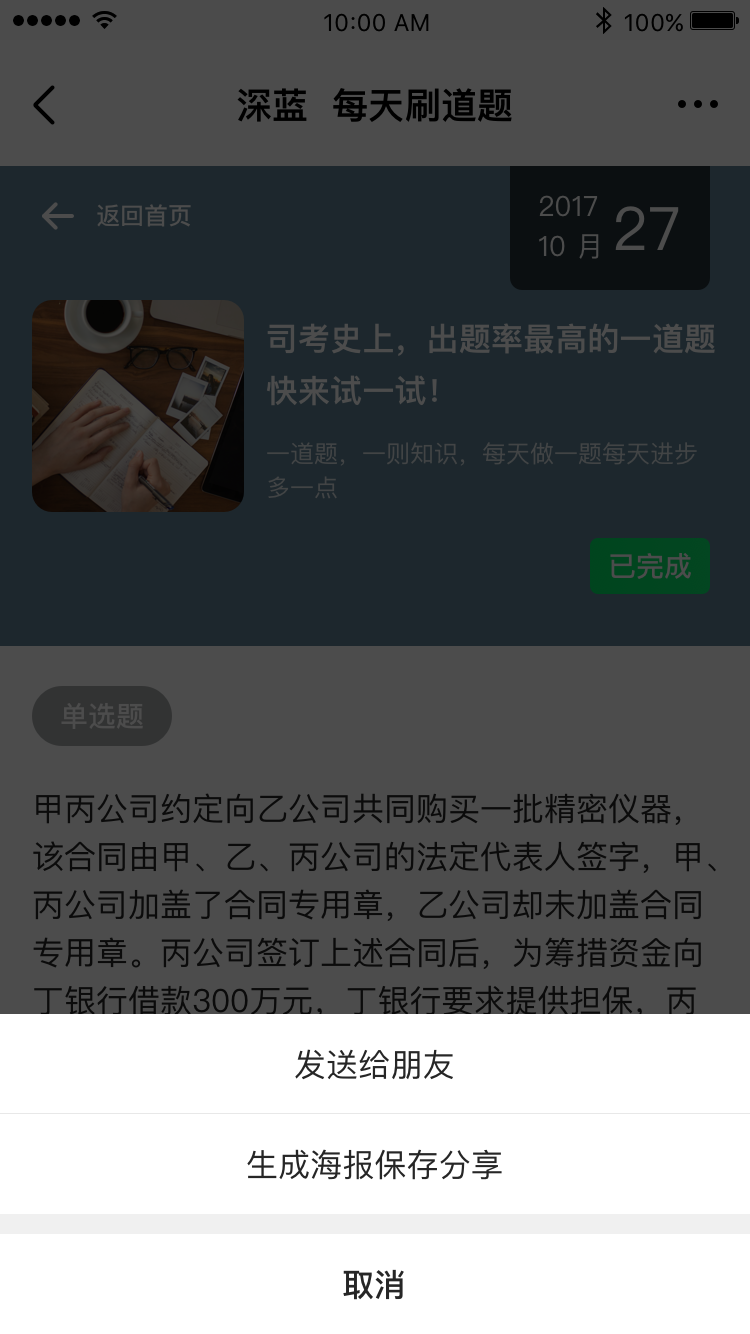 10:00 AM
100%
深蓝 每天刷道题
返回首页
2017
10 月
27
司考史上，出题率最高的一道题
快来试一试！
一道题，一则知识，每天做一题每天进步
多一点
已完成
单选题
甲丙公司约定向乙公司共同购买一批精密仪器，
该合同由甲、乙、丙公司的法定代表人签字，甲、
丙公司加盖了合同专用章，乙公司却未加盖合同
专用章。丙公司签订上述合同后，为筹措资金向
丁银行借款300万元，丁银行要求提供担保，丙
发送给朋友
生成海报保存分享
取消